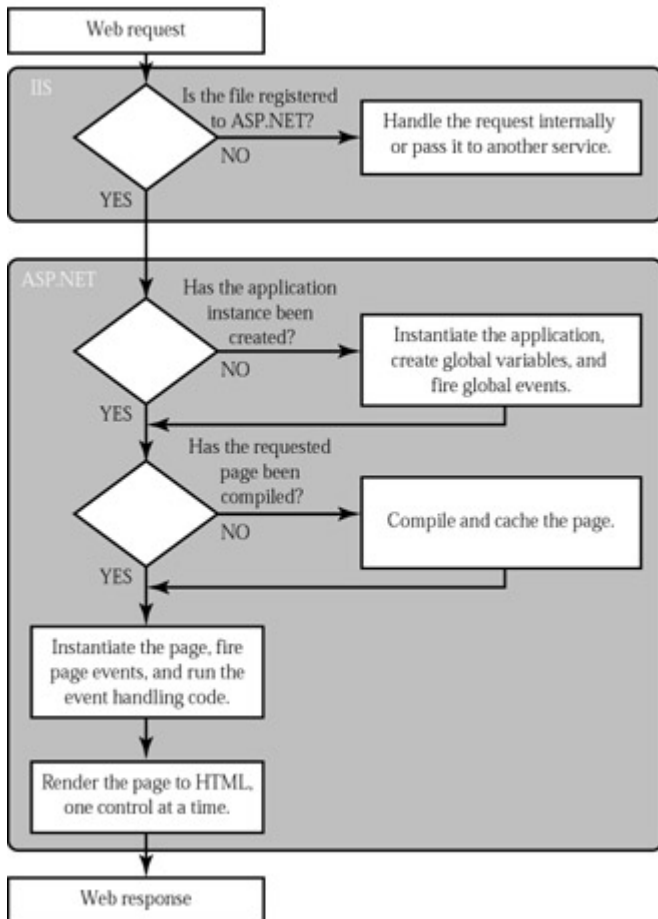 Web request
IIS
Is the file registered
to ASP.NET?
NO
Handle the request internally
or pass it to another service.
YES
ASP.NET
Has the application
instance been
created?
NO
Instantiate the application,
create global variables, and
fire global events.
YES
Has the requested
page been
compiled?
NO
Compile and cache the page.
YES
Instantiate the page, fire
page events, and run the
event handling code.
Render the page to HTML,
one control at a time.
Web response